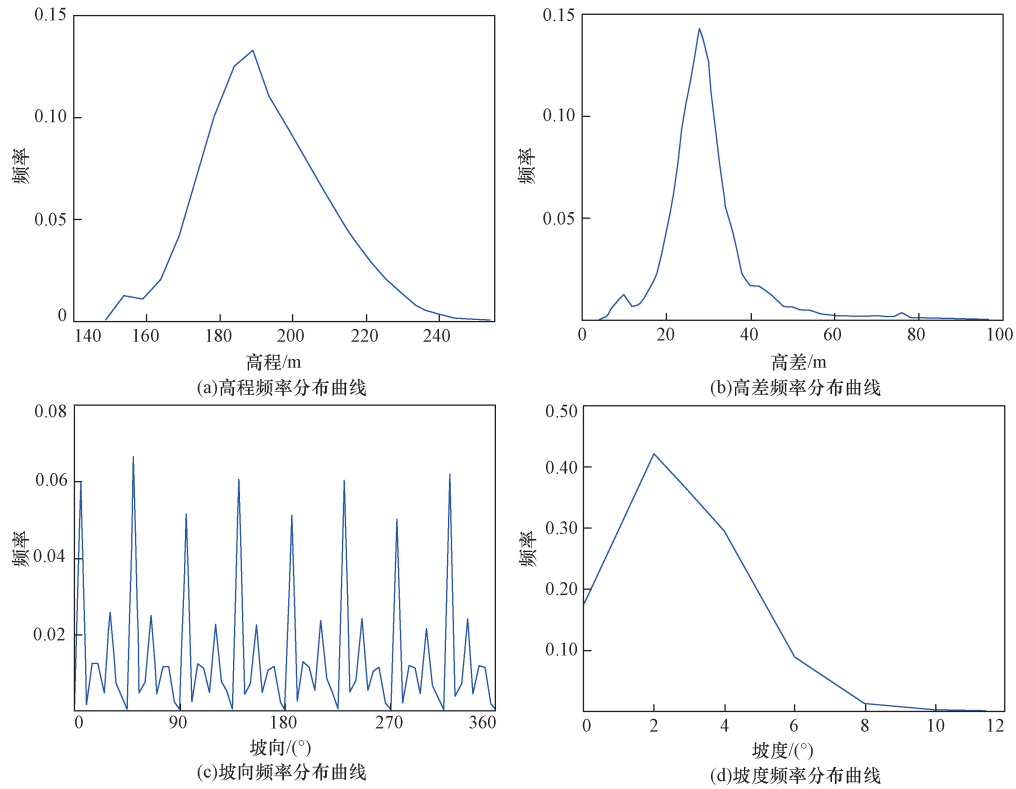 0.15
0.10
0.05
0
频率
140 160 180 200 220 240
高程/m
(a)高程频率分布曲线
0.15
0.10
0.05
频率
0 20 40 60 80 100
高差/m
(b)高差频率分布曲线
0.08
0.06
0.04
0.02
频率
0 90 180 270 360
坡向/(°)
(c)坡向频率分布曲线
0.50
0.40
0.30
0.20
0.10
频率
0 2 4 6 8 10 12
坡度/(°)
(d)坡度频率分布曲线